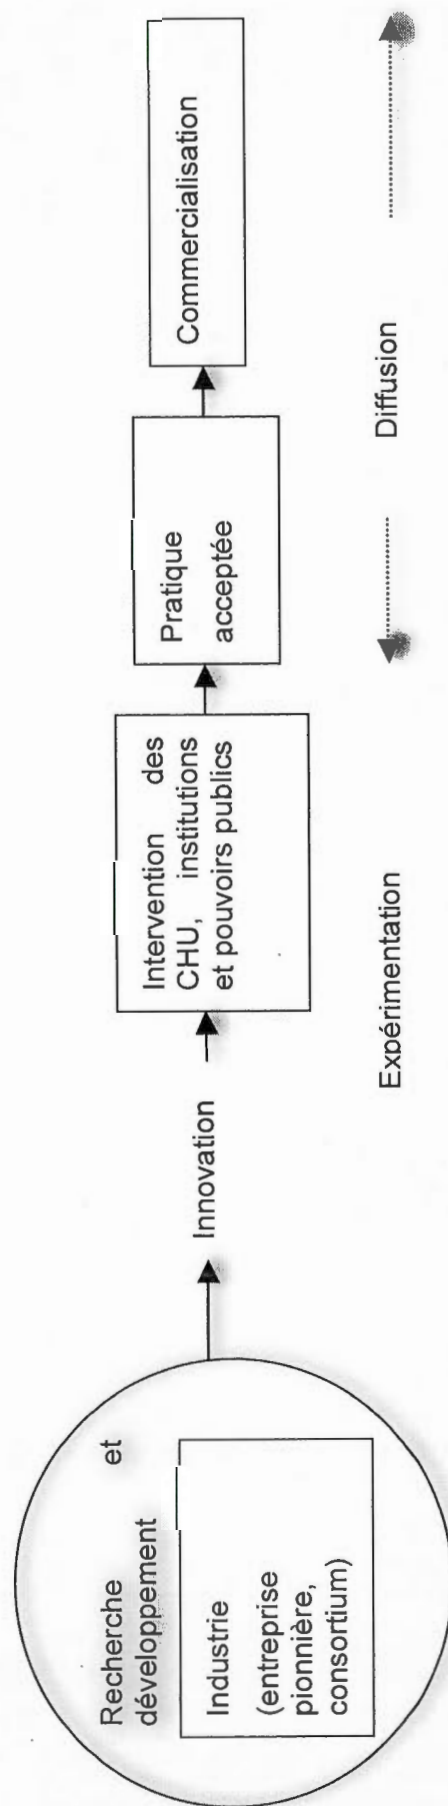 Recherche et
développement
Industrie
(entreprise
pionnière,
consortium)
Innovation
Intervention des
CHU, institutions
et pouvoirs publics
Pratique
acceptée
Commercialisation
Expérimentation
Diffusion